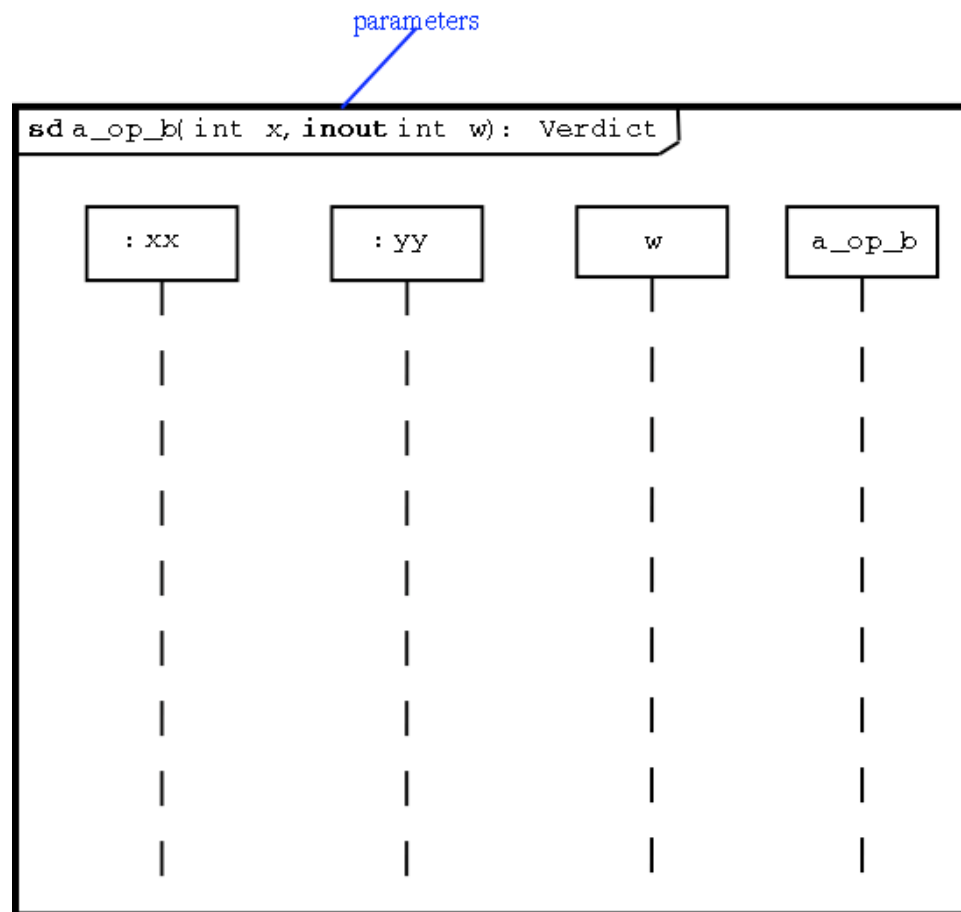 parameters
sd a_op_b( int x, inout int w) : Verdict
: xx : yy w a_op_b